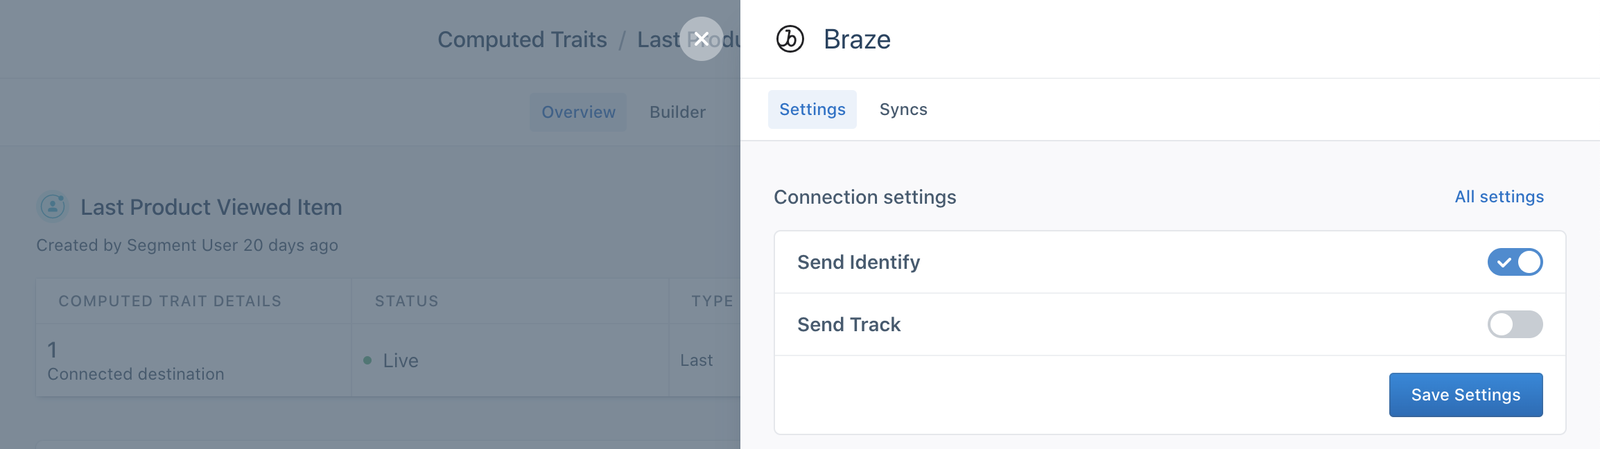 Computed Traits / Last Produ
Overview
Builder
Last Product Viewed Item
Created by Segment User 20 days ago
COMPUTED TRAIT DETAILS
STATUS
TYPE
1
Connected destination
Live
Last
Braze
Settings
Syncs
Connection settings
All settings
Send Identify
Send Track
Save Settings